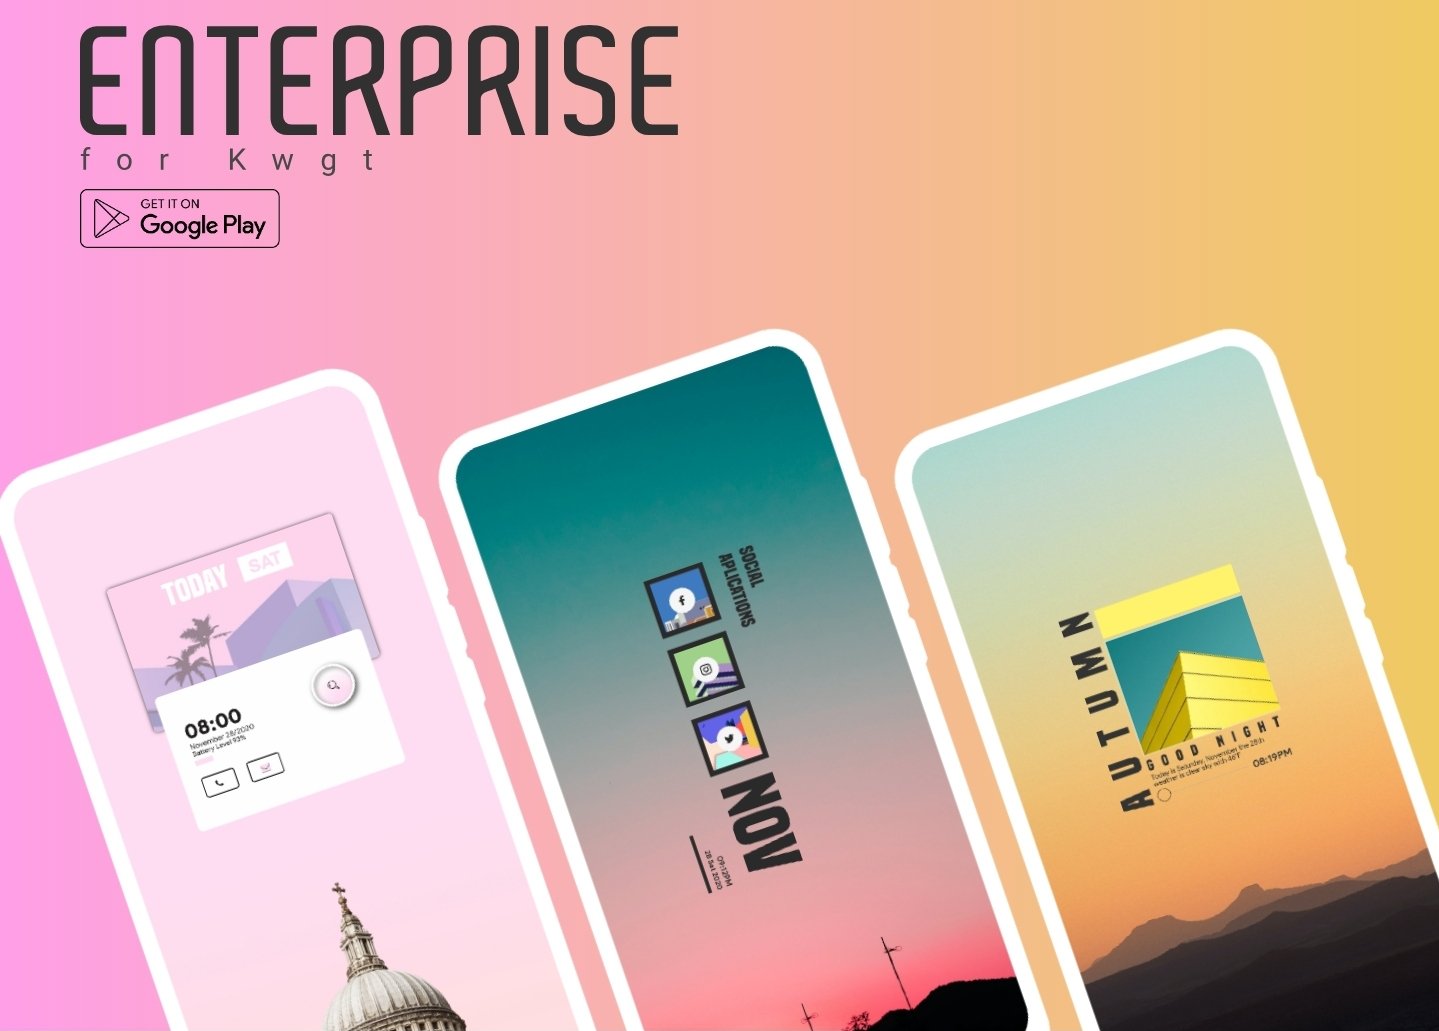 ENTERPRISE
for Kwgt
GET IT ON
Google Play
TODAY SAT
08:00
November 28/2020
Battery Level 93%
SOCIAL
APLICATIONS
NOV
09:12PM
28 Sat 2020
AUTUMN
GOOD NIGHT
Today is Saturday, November the 28th
weather is clear sky with 46°F
08:19PM